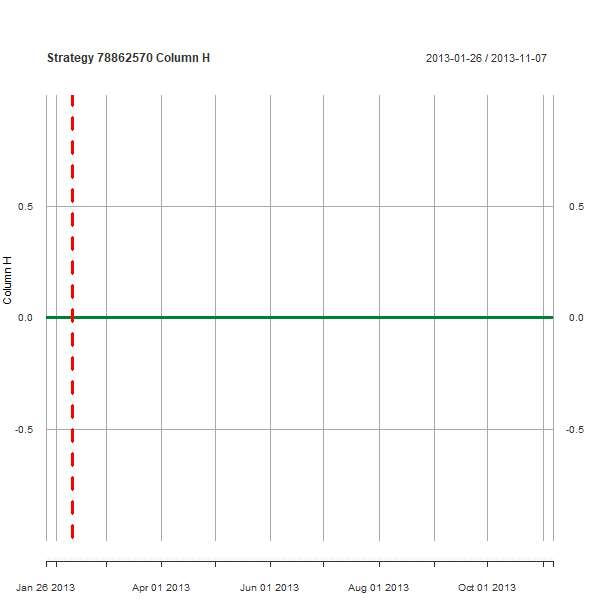 Strategy 78862570 Column H
2013-01-26 / 2013-11-07
0.5
0.5
Column H
0.0
0.0
-0.5
-0.5
Jan 26 2013
Apr 01 2013
Jun 01 2013
Aug 01 2013
Oct 01 2013